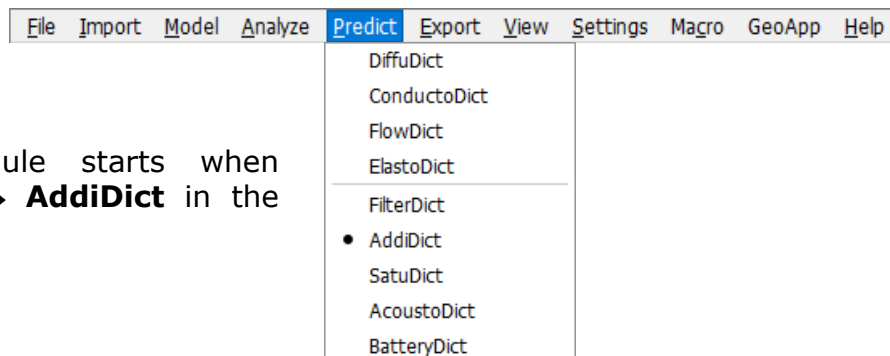 File Import Model Analyze Predict Export View Settings Macro GeoApp Help
DiffuDict
ConductoDict
FlowDict
ElastoDict
FilterDict
AddiDict
SatuDict
AcoustoDict
BatteryDict
starts when
AddiDict in the